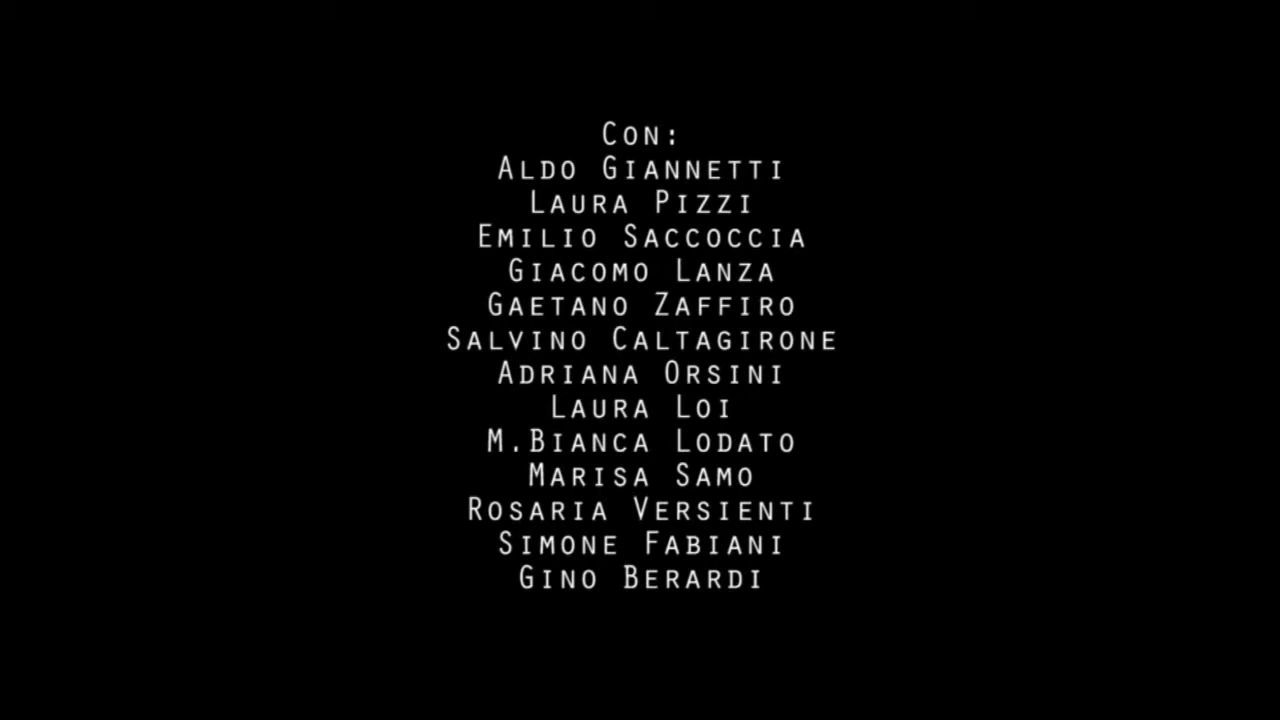 Con:
Aldo Giannetti
Laura Pizzi
Emilio Saccoccia
Giacomo Lanza
Gaetano Zaffiro
Salvino Caltagirone
Adriana Orsini
Laura Loi
M.Bianca Lodato
Marisa Samo
Rosaria Versienti
Simone Fabiani
Gino Berardi